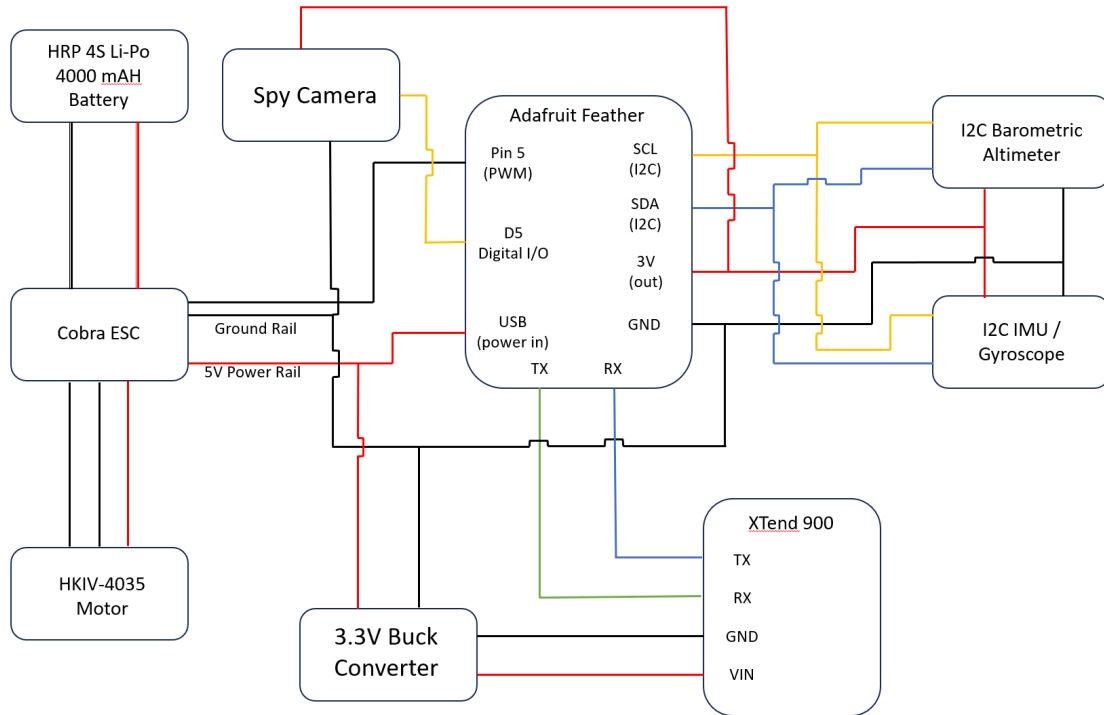 HRP 4S Li-Po
4000 mAH
Battery
Spy Camera
Adafruit Feather
Pin 5
(PWM)
D5
Digital I/O
USB
(power in)
TX
RX
SCL
(I2C)
SDA
(I2C)
3V
(out)
GND
I2C Barometric
Altimeter
I2C IMU /
Gyroscope
Cobra ESC
Ground Rail
5V Power Rail
HKIV-4035
Motor
3.3V Buck
Converter
XTend 900
TX
RX
GND
VIN